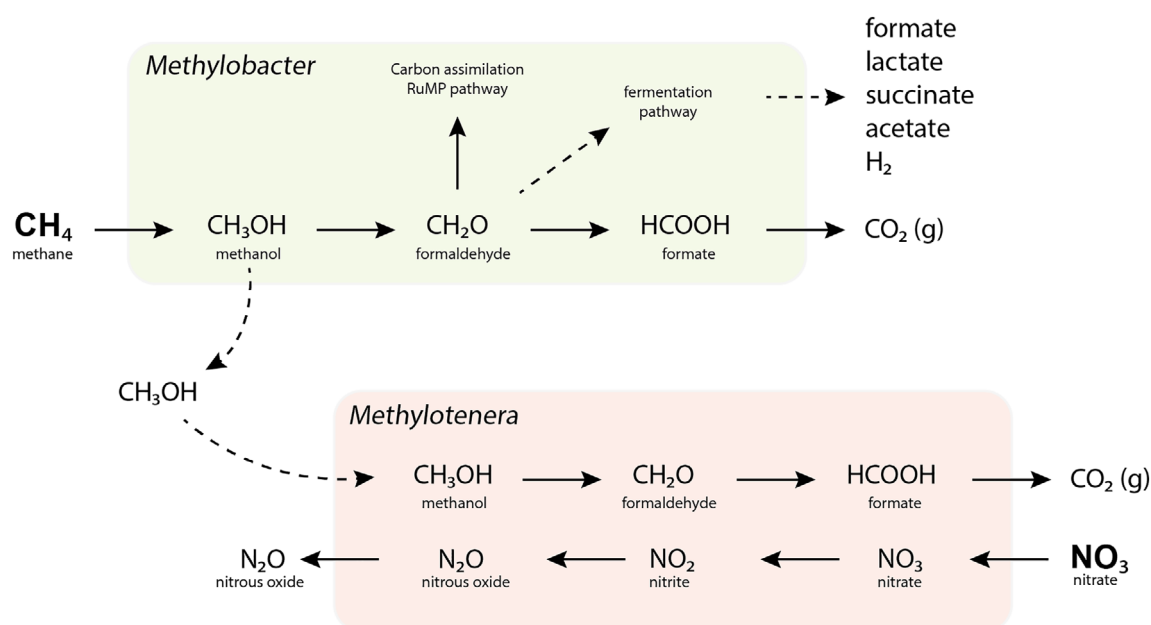 Methylobacter
Carbon assimilation
RuMP pathway
fermentation
pathway
formate
lactate
succinate
acetate
H₂
CH₄
methane
CH₃OH
methanol
CH₂O
formaldehyde
HCOOH
formate
CO₂ (g)
CH₃OH
Methylotenera
CH₃OH
methanol
CH₂O
formaldehyde
HCOOH
formate
CO₂ (g)
N₂O
nitrous oxide
N₂O
nitrous oxide
NO₂
nitrite
NO₃
nitrate
NO₃
nitrate